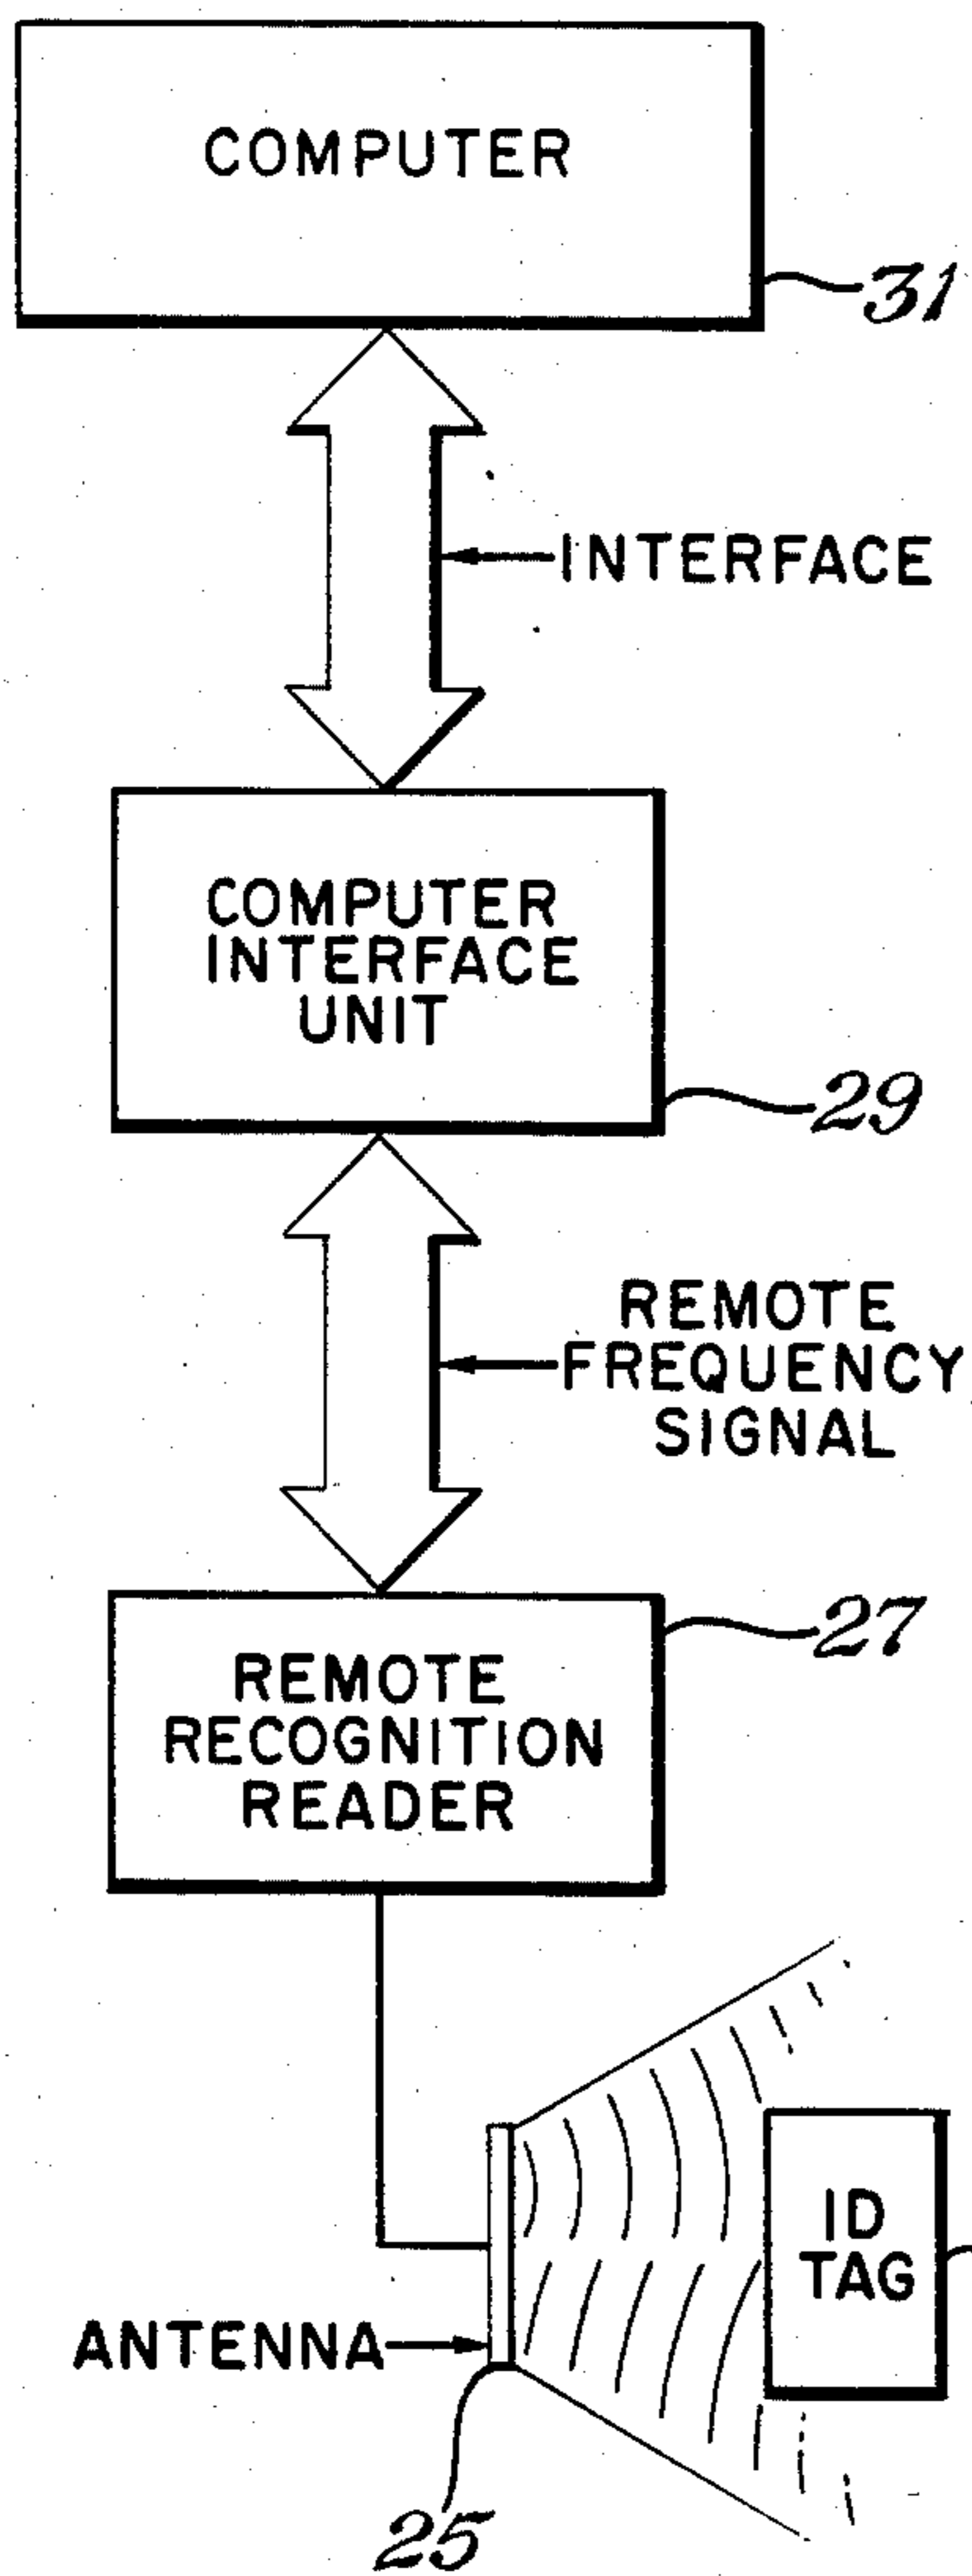 COMPUTER
31
INTERFACE
COMPUTER
INTERFACE
UNIT
29
REMOTE
FREQUENCY
SIGNAL
27
REMOTE
RECOGNITION
READER
ID
TAG
ANTENNA
25